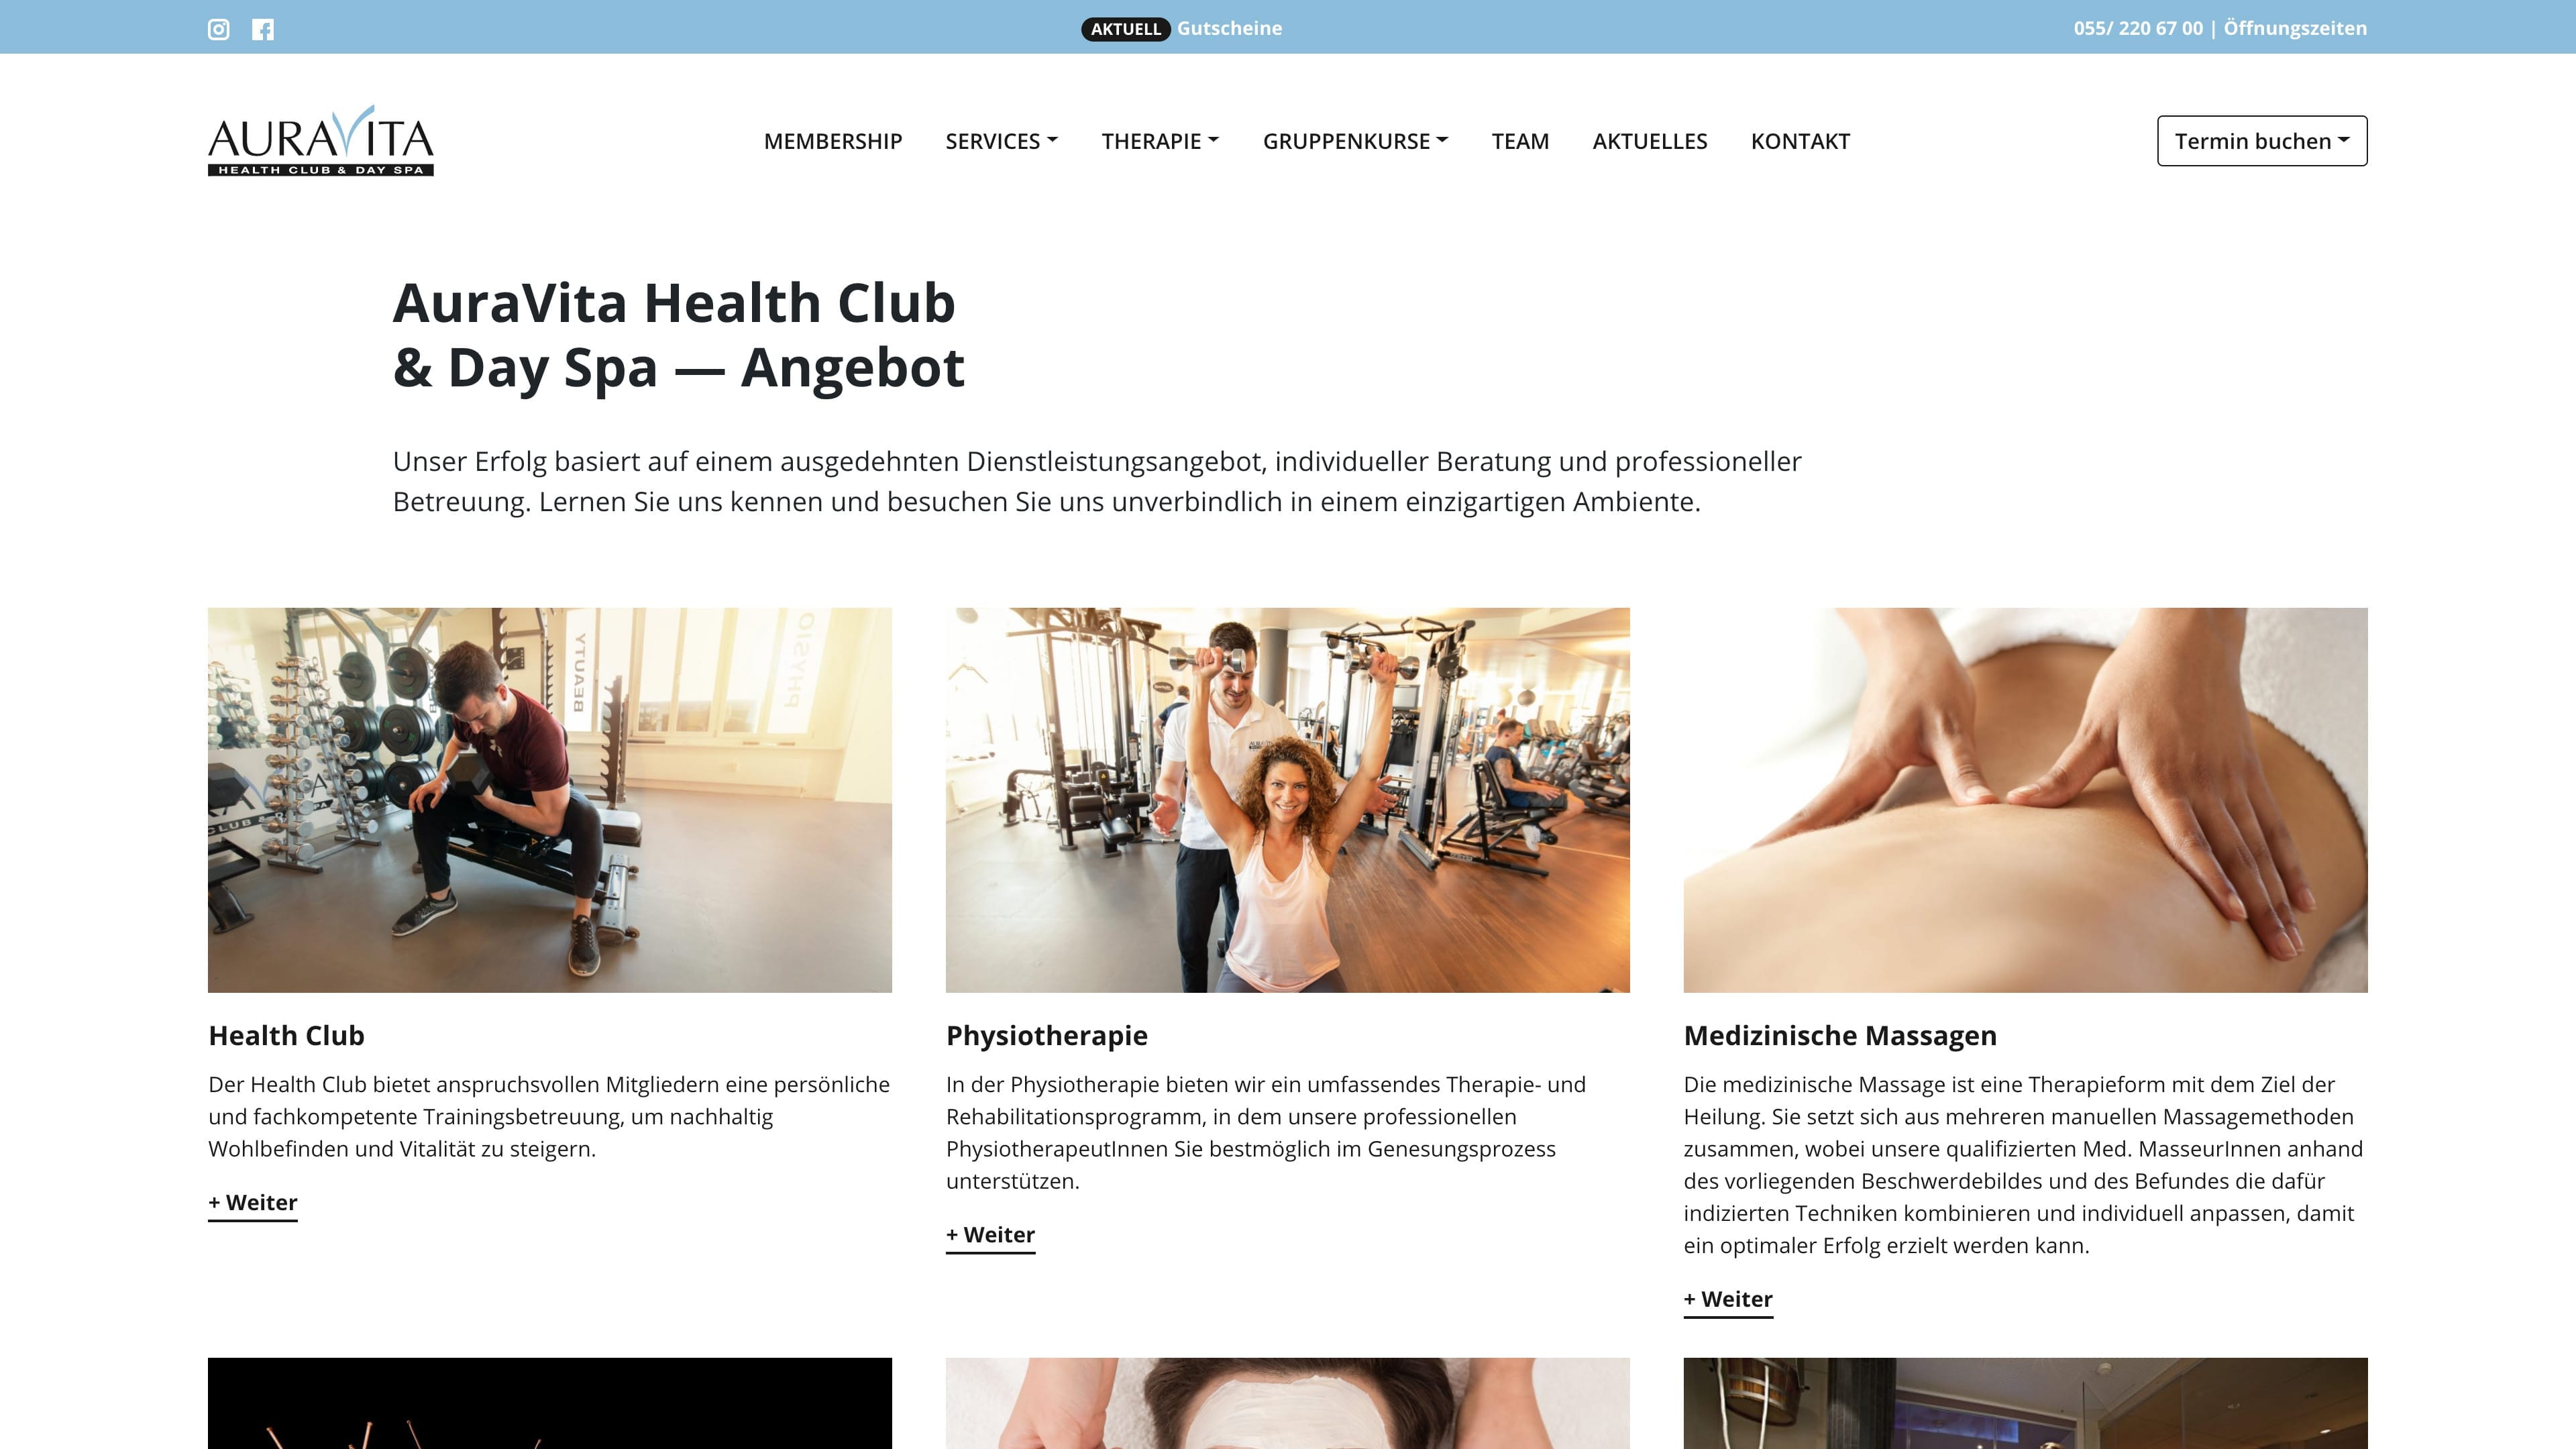 AKTUELL Gutscheine
055/ 220 67 00 | Öffnungszeiten
AURAVITA
HEALTH CLUB & DAY SPA
MEMBERSHIP SERVICES THERAPIE GRUPPENKURSE TEAM AKTUELLES KONTAKT
Termin buchen
AuraVita Health Club
& Day Spa — Angebot
Unser Erfolg basiert auf einem ausgedehnten Dienstleistungsangebot, individueller Beratung und professioneller
Betreuung. Lernen Sie uns kennen und besuchen Sie uns unverbindlich in einem einzigartigen Ambiente.
BEAUTY
PHYSIO
CLUB &
Health Club
Der Health Club bietet anspruchsvollen Mitgliedern eine persönliche
und fachkompetente Trainingsbetreuung, um nachhaltig
Wohlbefinden und Vitalität zu steigern.
+ Weiter
Physiotherapie
In der Physiotherapie bieten wir ein umfassendes Therapie- und
Rehabilitationsprogramm, in dem unsere professionellen
PhysiotherapeutInnen Sie bestmöglich im Genesungsprozess
unterstützen.
+ Weiter
Medizinische Massagen
Die medizinische Massage ist eine Therapieform mit dem Ziel der
Heilung. Sie setzt sich aus mehreren manuellen Massagemethoden
zusammen, wobei unsere qualifizierten Med. MasseurInnen anhand
des vorliegenden Beschwerdebildes und des Befundes die dafür
indizierten Techniken kombinieren und individuell anpassen, damit
ein optimaler Erfolg erzielt werden kann.
+ Weiter